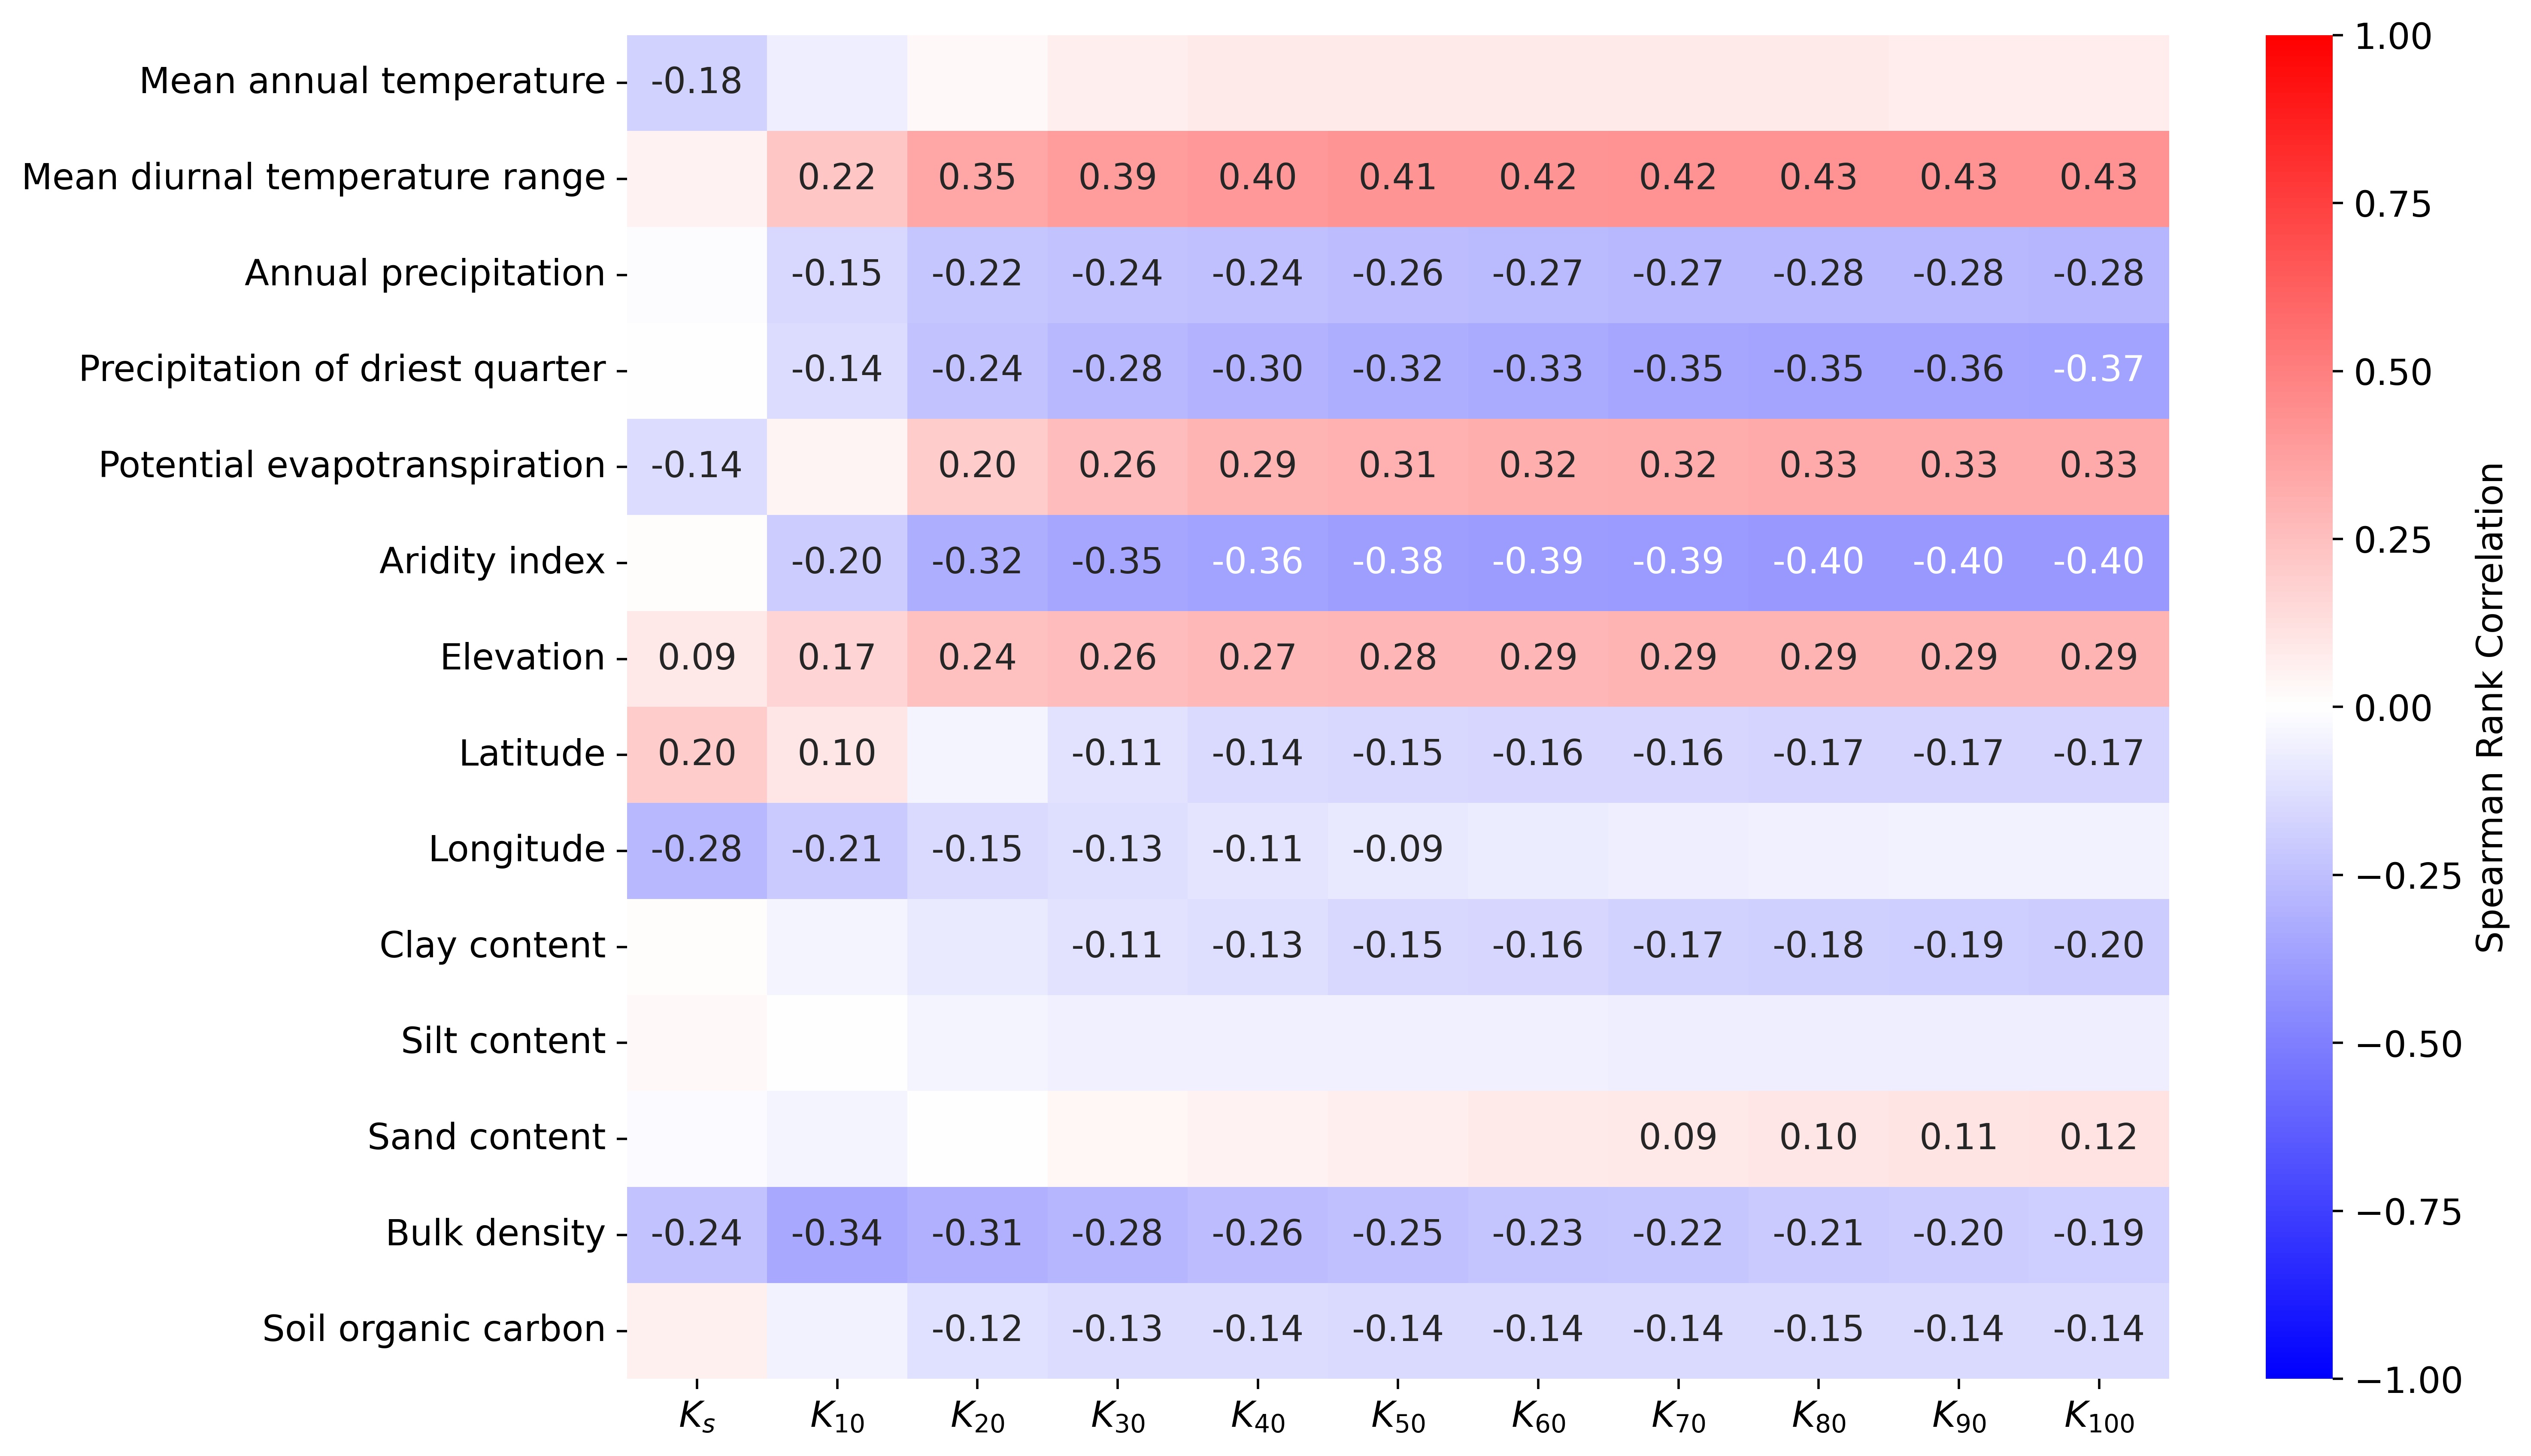 Mean annual temperature -0.18
Mean diurnal temperature range 0.22 0.35 0.39 0.40 0.41 0.42 0.42 0.43 0.43 0.43
Annual precipitation -0.15 -0.22 -0.24 -0.24 -0.26 -0.27 -0.27 -0.28 -0.28 -0.28
Precipitation of driest quarter -0.14 -0.24 -0.28 -0.30 -0.32 -0.33 -0.35 -0.35 -0.36 -0.37
Potential evapotranspiration -0.14 0.20 0.26 0.29 0.31 0.32 0.32 0.33 0.33 0.33
Aridity index -0.20 -0.32 -0.35 -0.36 -0.38 -0.39 -0.39 -0.40 -0.40 -0.40
Elevation 0.09 0.17 0.24 0.26 0.27 0.28 0.29 0.29 0.29 0.29 0.29
Latitude 0.20 0.10 -0.11 -0.14 -0.15 -0.16 -0.16 -0.17 -0.17 -0.17
Longitude -0.28 -0.21 -0.15 -0.13 -0.11 -0.09
Clay content -0.11 -0.13 -0.15 -0.16 -0.17 -0.18 -0.19 -0.20
Silt content
Sand content 0.09 0.10 0.11 0.12
Bulk density -0.24 -0.34 -0.31 -0.28 -0.26 -0.25 -0.23 -0.22 -0.21 -0.20 -0.19
Soil organic carbon -0.12 -0.13 -0.14 -0.14 -0.14 -0.14 -0.15 -0.14 -0.14
K_s K_10 K_20 K_30 K_40 K_50 K_60 K_70 K_80 K_90 K_100
1.00
0.75
0.50
0.25
0.00
−0.25
−0.50
−0.75
−1.00
Spearman Rank Correlation